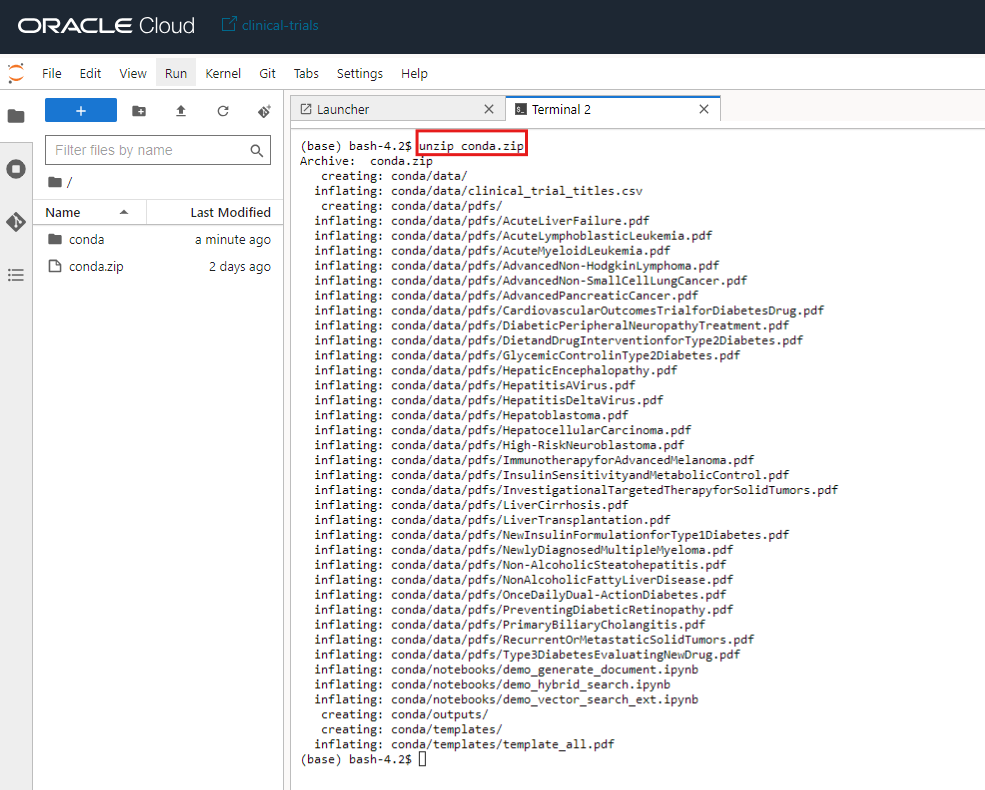 ORACLE Cloud clinical-trials
File Edit View Run Kernel Git Tabs Settings Help
+
Filter files by name
/
Name Last Modified
conda a minute ago
conda.zip 2 days ago
Launcher
Terminal 2
(base) bash-4.2$ unzip conda.zip
Archive:  conda.zip
   creating: conda/data/
  inflating: conda/data/clinical_trial_titles.csv
   creating: conda/data/pdfs/
  inflating: conda/data/pdfs/AcuteLiverFailure.pdf
  inflating: conda/data/pdfs/AcuteLymphoblasticLeukemia.pdf
  inflating: conda/data/pdfs/AcuteMyeloidLeukemia.pdf
  inflating: conda/data/pdfs/AdvancedNon-HodgkinLymphoma.pdf
  inflating: conda/data/pdfs/AdvancedNon-SmallCellLungCancer.pdf
  inflating: conda/data/pdfs/AdvancedPancreaticCancer.pdf
  inflating: conda/data/pdfs/CardiovascularOutcomesTrialforDiabetesDrug.pdf
  inflating: conda/data/pdfs/DiabeticPeripheralNeuropathyTreatment.pdf
  inflating: conda/data/pdfs/DietandDrugInterventionforType2Diabetes.pdf
  inflating: conda/data/pdfs/GlycemicControlinType2Diabetes.pdf
  inflating: conda/data/pdfs/HepaticEncephalopathy.pdf
  inflating: conda/data/pdfs/HepatitisAVirus.pdf
  inflating: conda/data/pdfs/HepatitisDeltaVirus.pdf
  inflating: conda/data/pdfs/Hepatoblastoma.pdf
  inflating: conda/data/pdfs/HepatocellularCarcinoma.pdf
  inflating: conda/data/pdfs/High-RiskNeuroblastoma.pdf
  inflating: conda/data/pdfs/ImmunotherapyforAdvancedMelanoma.pdf
  inflating: conda/data/pdfs/InsulinSensitivityandMetabolicControl.pdf
  inflating: conda/data/pdfs/InvestigationalTargetedTherapyforSolidTumors.pdf
  inflating: conda/data/pdfs/LiverCirrhosis.pdf
  inflating: conda/data/pdfs/LiverTransplantation.pdf
  inflating: conda/data/pdfs/NewInsulinFormulationforType1Diabetes.pdf
  inflating: conda/data/pdfs/NewlyDiagnosedMultipleMyeloma.pdf
  inflating: conda/data/pdfs/Non-AlcoholicSteatohepatitis.pdf
  inflating: conda/data/pdfs/NonAlcoholicFattyLiverDisease.pdf
  inflating: conda/data/pdfs/OnceDailyDual-ActionDiabetes.pdf
  inflating: conda/data/pdfs/PreventingDiabeticRetinopathy.pdf
  inflating: conda/data/pdfs/PrimaryBiliaryCholangitis.pdf
  inflating: conda/data/pdfs/RecurrentOrMetastaticSolidTumors.pdf
  inflating: conda/data/pdfs/Type3DiabetesEvaluatingNewDrug.pdf
  inflating: conda/notebooks/demo_generate_document.ipynb
  inflating: conda/notebooks/demo_hybrid_search.ipynb
  inflating: conda/notebooks/demo_vector_search_ext.ipynb
   creating: conda/outputs/
   creating: conda/templates/
  inflating: conda/templates/template_all.pdf
(base) bash-4.2$